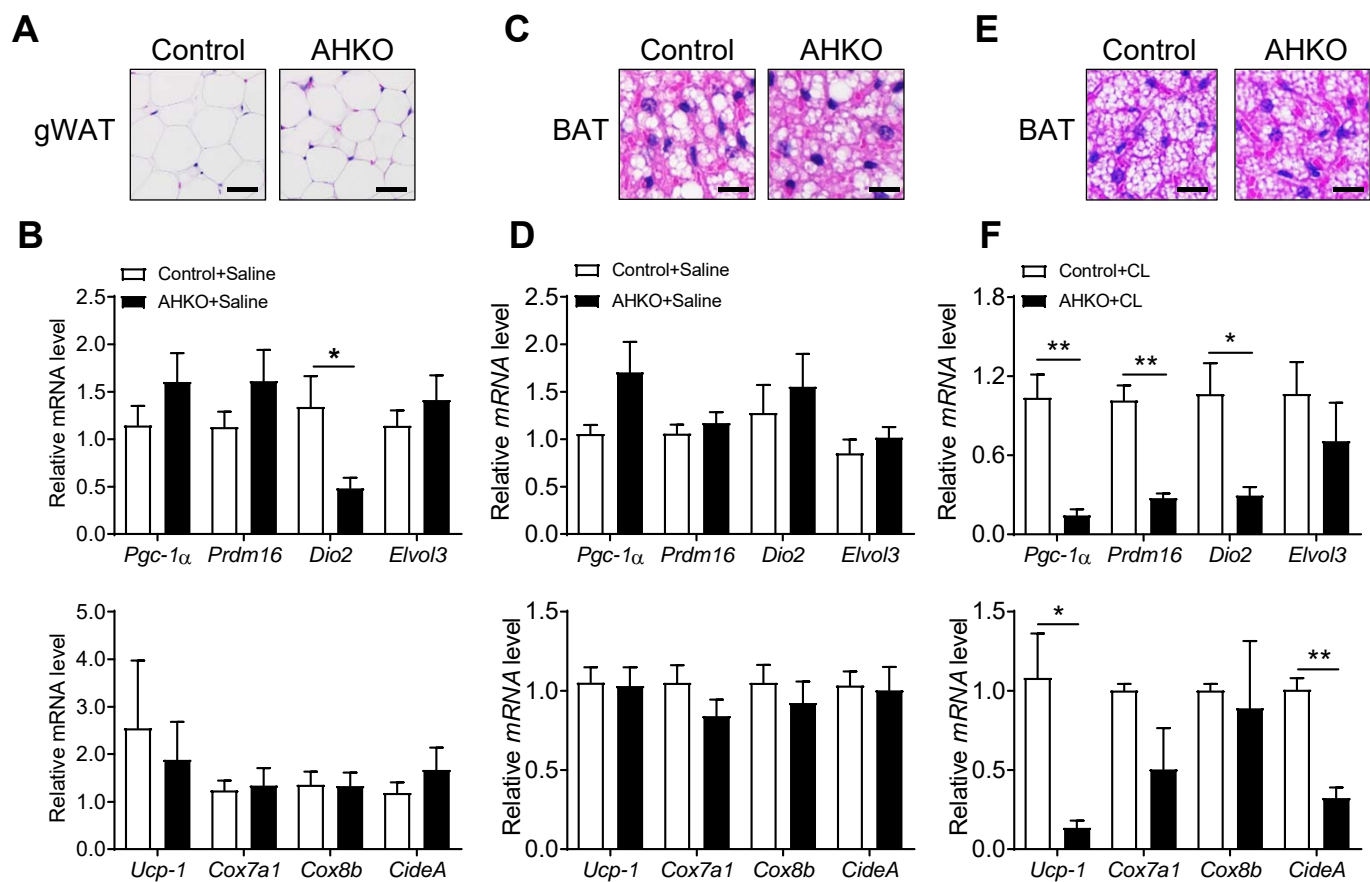 A
Control AHKO
gWAT
C
Control AHKO
BAT
E
Control AHKO
BAT
B
Control+Saline
AHKO+Saline
Relative mRNA level
2.5
2.0
1.5
1.0
0.5
0.0
*
Pgc-1α Prdm16 Dio2 Elvol3
Relative mRNA level
5.0
4.0
3.0
2.0
1.0
0.0
Ucp-1 Cox7a1 Cox8b CideA
D
Control+Saline
AHKO+Saline
Relative mRNA level
2.5
2.0
1.5
1.0
0.5
0.0
Pgc-1α Prdm16 Dio2 Elvol3
Relative mRNA level
1.5
1.0
0.5
0.0
Ucp-1 Cox7a1 Cox8b CideA
F
Control+CL
AHKO+CL
Relative mRNA level
1.8
1.2
0.6
0.0
** ** *
Pgc-1α Prdm16 Dio2 Elvol3
Relative mRNA level
1.5
1.0
0.5
0.0
* **
Ucp-1 Cox7a1 Cox8b CideA